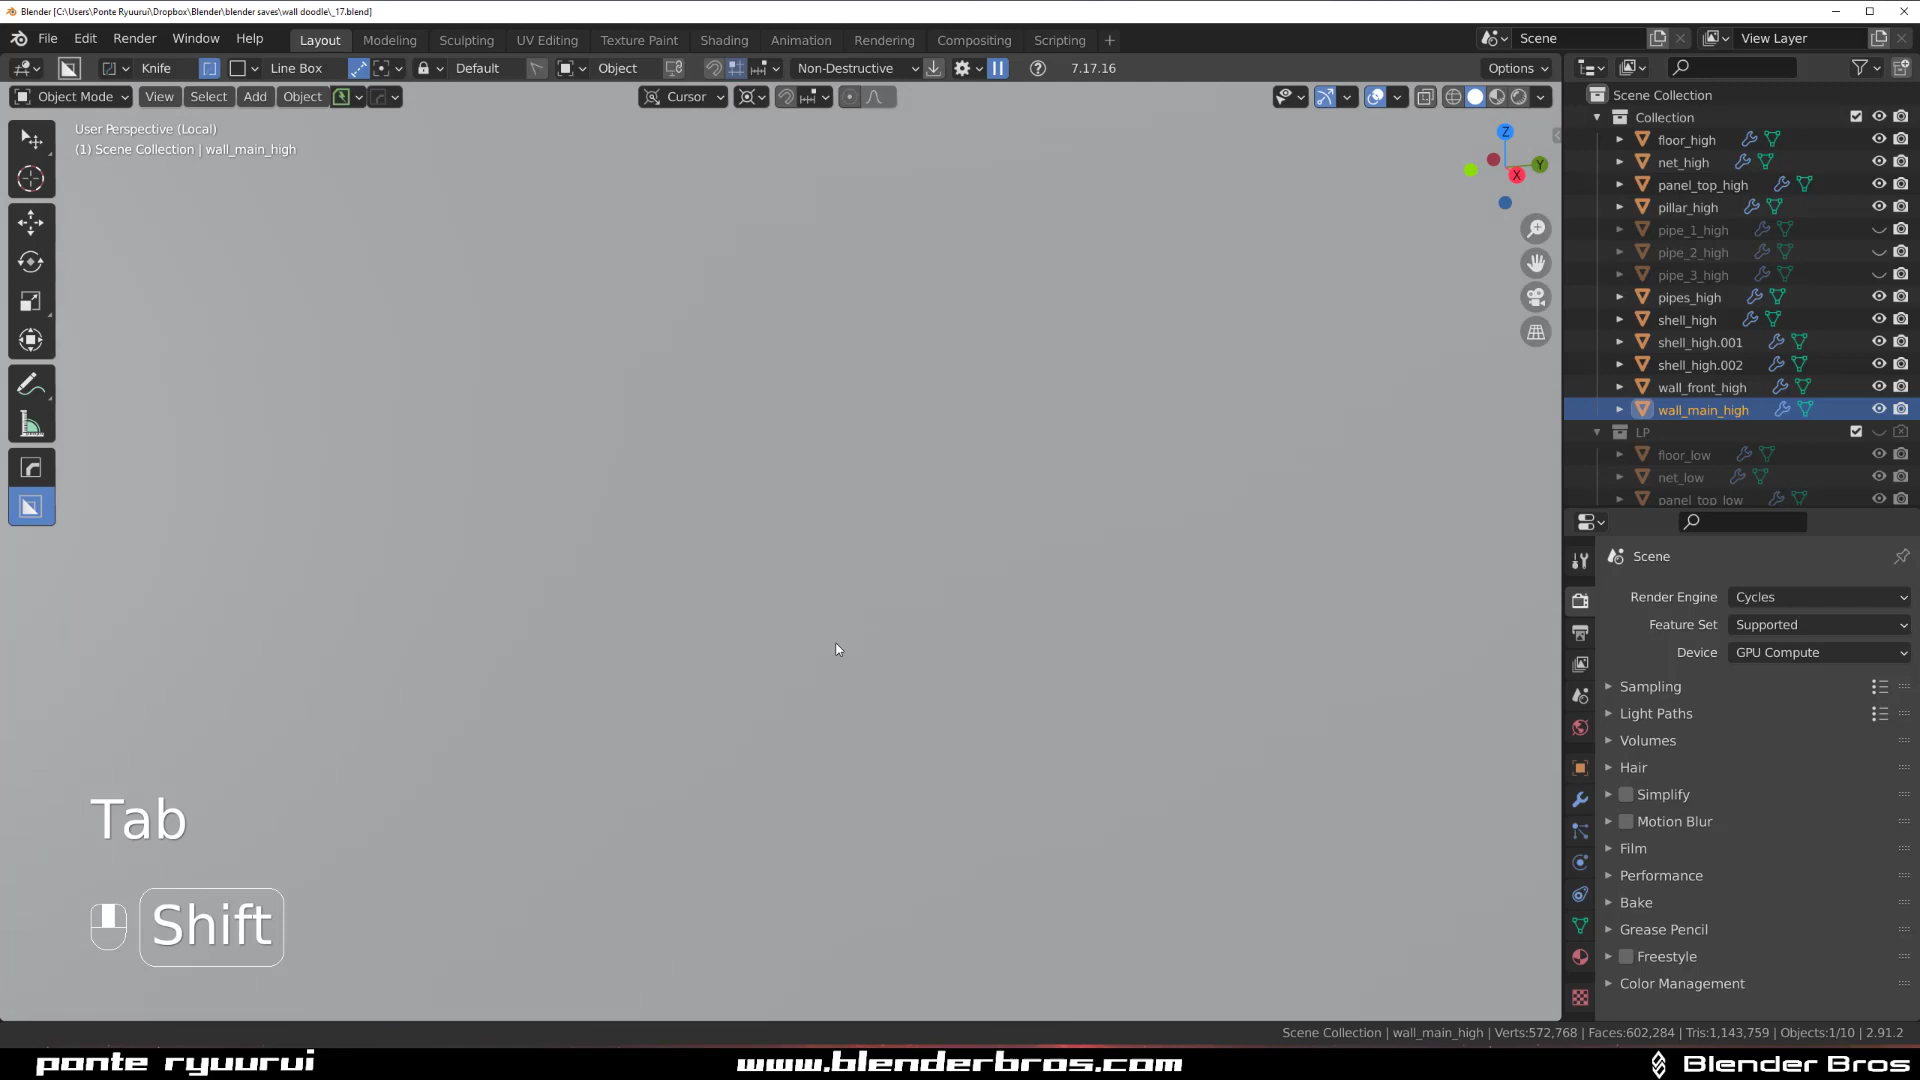 Blender [C:\Users\Ponte Ryuurui\Dropbox\Blender\blender saves\wall doodle\_17.blend]
File Edit Render Window Help Layout Modeling Sculpting UV Editing Texture Paint Shading Animation Rendering Compositing Scripting + Scene View Layer
Knife Line Box Default Object Non-Destructive 7.17.16 Options
Object Mode View Select Add Object Cursor
User Perspective (Local)
(1) Scene Collection | wall_main_high
Z
Y
X
Scene Collection
Collection
floor_high
net_high
panel_top_high
pillar_high
pipe_1_high
pipe_2_high
pipe_3_high
pipes_high
shell_high
shell_high.001
shell_high.002
wall_front_high
wall_main_high
LP
floor_low
net_low
panel_top_low
Scene
Render Engine Cycles
Feature Set Supported
Device GPU Compute
Sampling
Light Paths
Volumes
Hair
Simplify
Motion Blur
Film
Performance
Bake
Grease Pencil
Freestyle
Color Management
Tab
Shift
Scene Collection | wall_main_high | Verts:572,768 | Faces:602,284 | Tris:1,143,759 | Objects:1/10 | 2.91.2
ponte ryuurui www.blenderbros.com Blender Bros